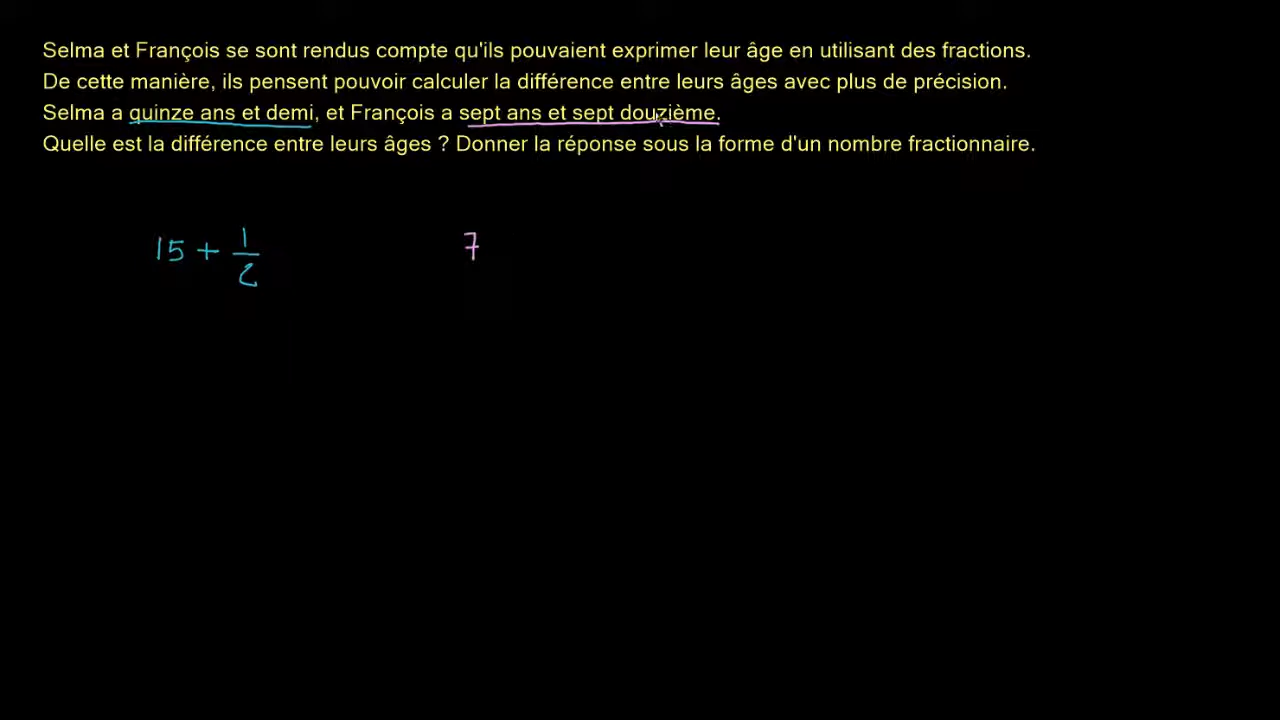 Selma et François se sont rendus compte qu'ils pouvaient exprimer leur âge en utilisant des fractions.
De cette manière, ils pensent pouvoir calculer la différence entre leurs âges avec plus de précision.
Selma a quinze ans et demi, et François a sept ans et sept douzième.
Quelle est la différence entre leurs âges ? Donner la réponse sous la forme d'un nombre fractionnaire.
15 + 1/2 7